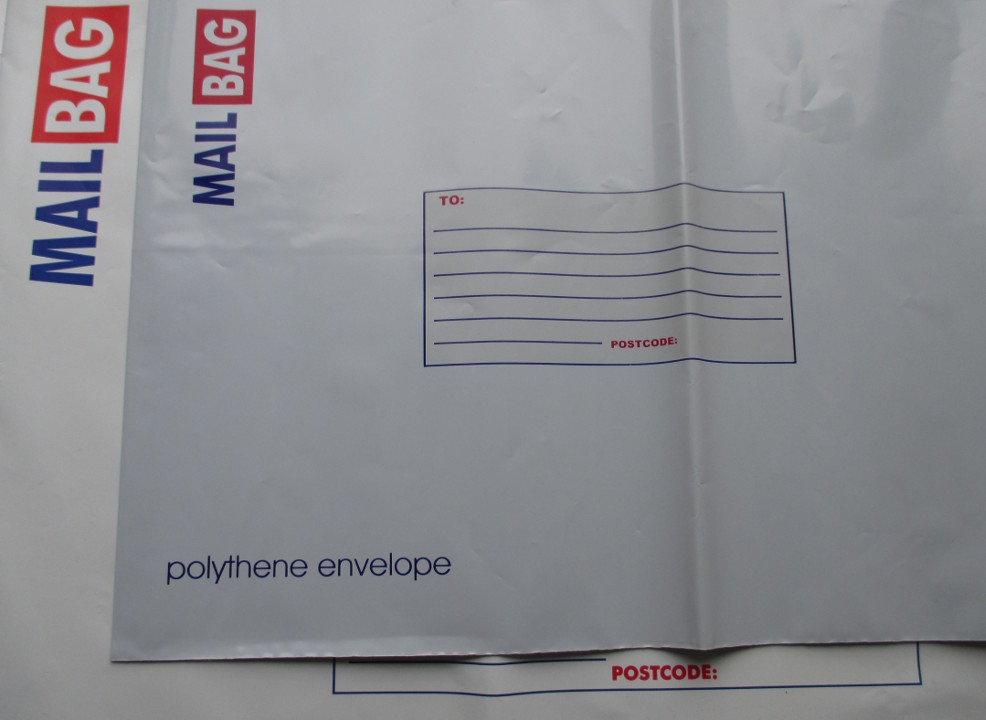 MAIL BAG
MAIL BAG
TO:
POSTCODE:
polythene envelope
POSTCODE: